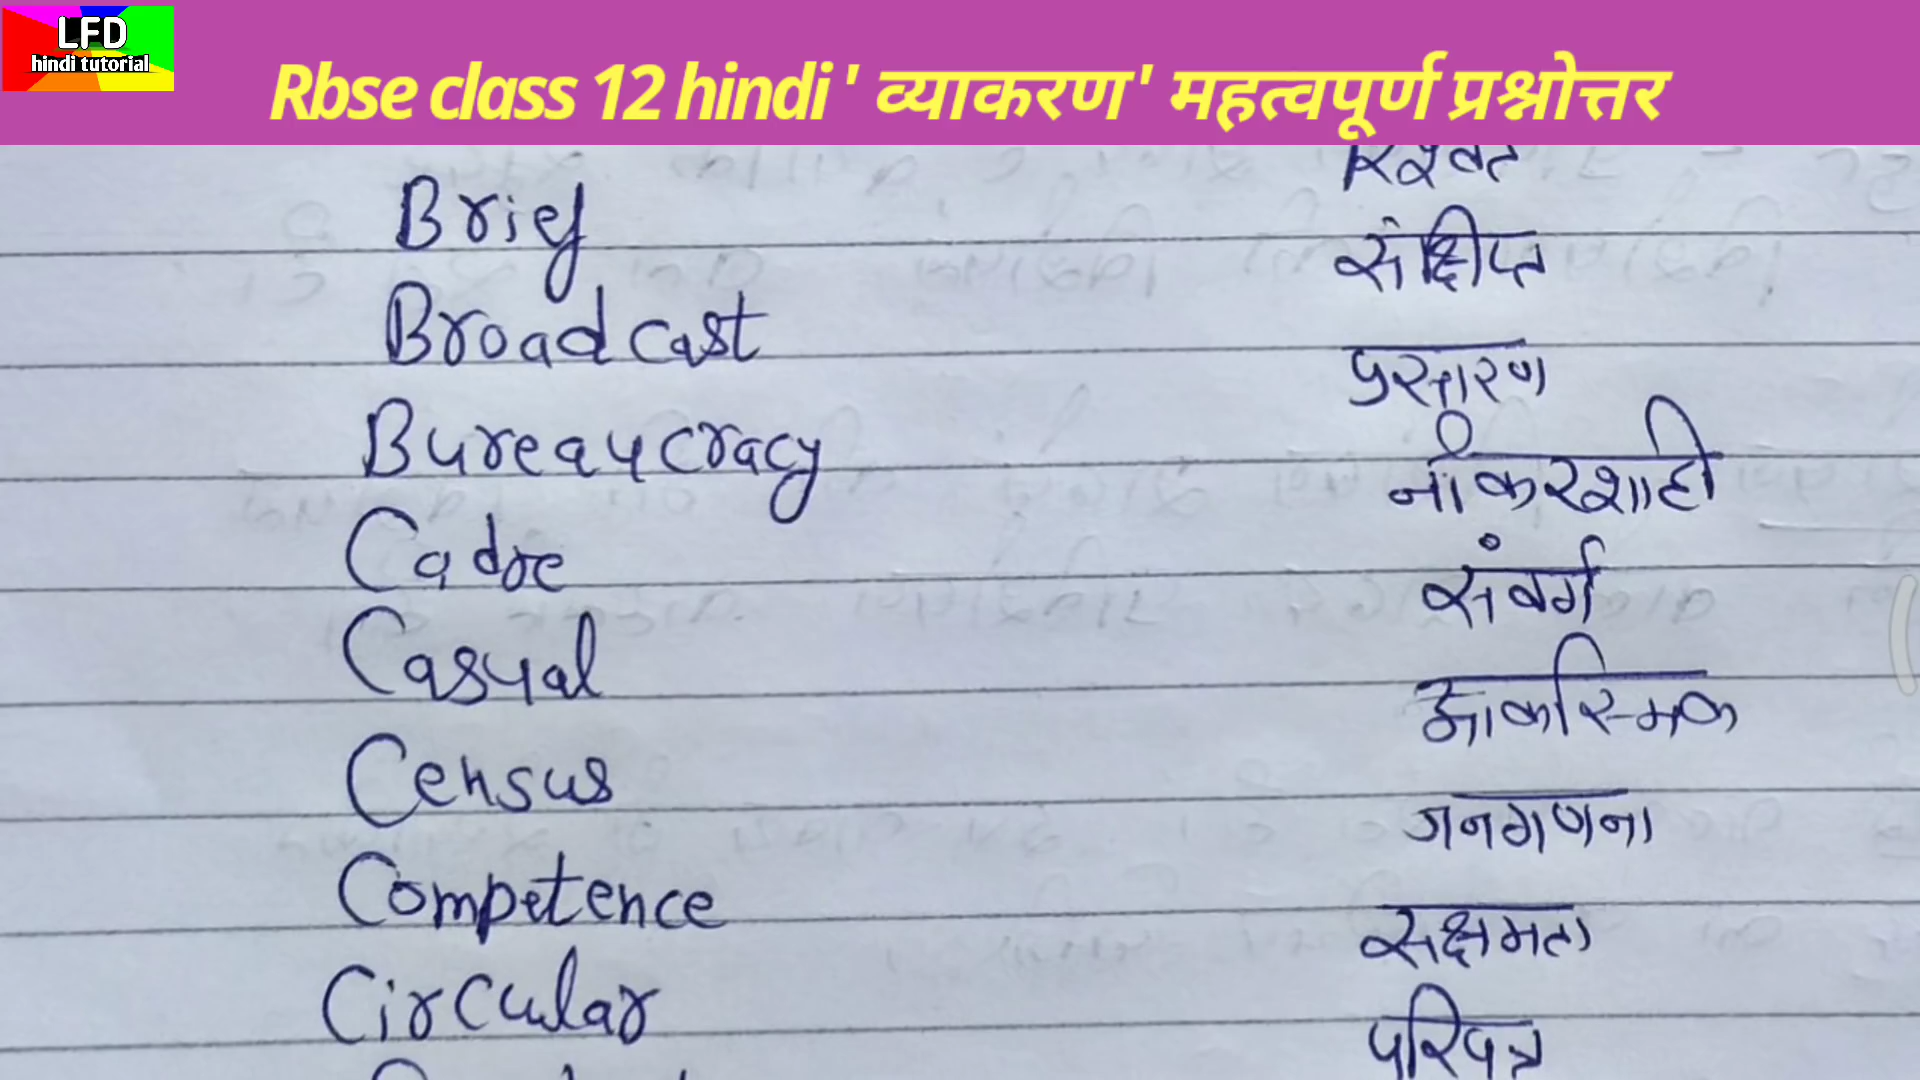 LFD
hindi tutorial
Rbse class 12 hindi ' व्याकरण' महत्वपूर्ण प्रश्नोत्तर
Brief संक्षिप्त
Broadcast प्रसारण
Bureaucracy नौकरशाही
Cadre संवर्ग
Casual आकस्मिक
Census जनगणना
Competence सक्षमता
Circular परिपत्र